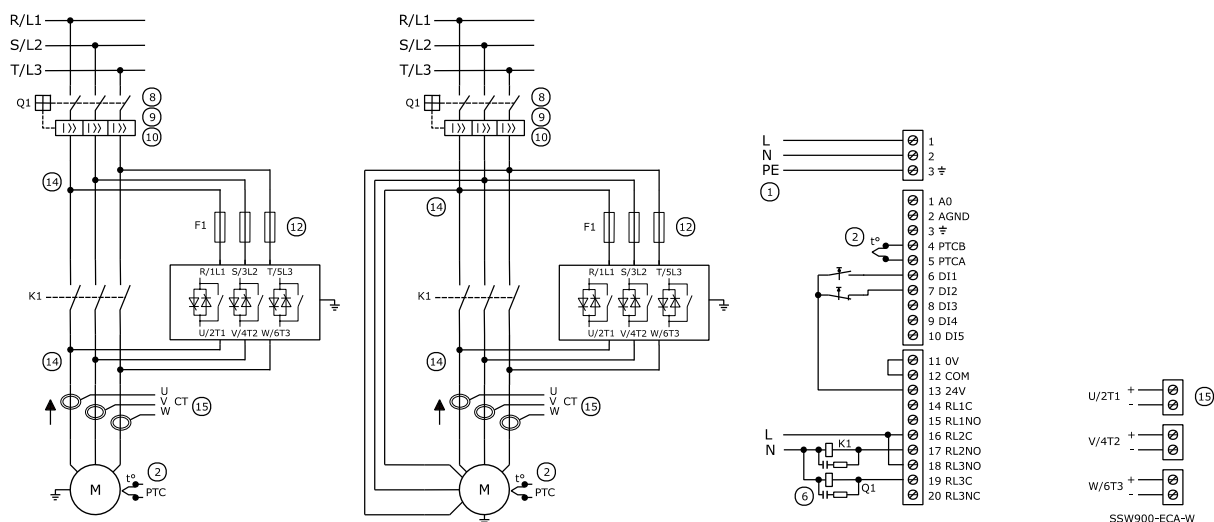 R/L1
S/L2
T/L3
Q1
8
9
10
14
F1
12
R/1L1 S/3L2 T/5L3
K1
U/2T1 V/4T2 W/6T3
14
U
V CT
W
15
2
t°
M
PTC
R/L1
S/L2
T/L3
Q1
8
9
10
14
F1
12
R/1L1 S/3L2 T/5L3
K1
U/2T1 V/4T2 W/6T3
14
U
V CT
W
15
2
t°
M
PTC
L
N
PE
1
1
2
3 ⏚
1 A0
2 AGND
3 ⏚
2
t°
4 PTCB
5 PTCA
6 DI1
7 DI2
8 DI3
9 DI4
10 DI5
11 0V
12 COM
13 24V
14 RL1C
15 RL1NO
L
16 RL2C
N
K1
17 RL2NO
18 RL3NO
19 RL3C
6
Q1
20 RL3NC
U/2T1 + -
15
V/4T2 + -
W/6T3 + -
SSW900-ECA-W